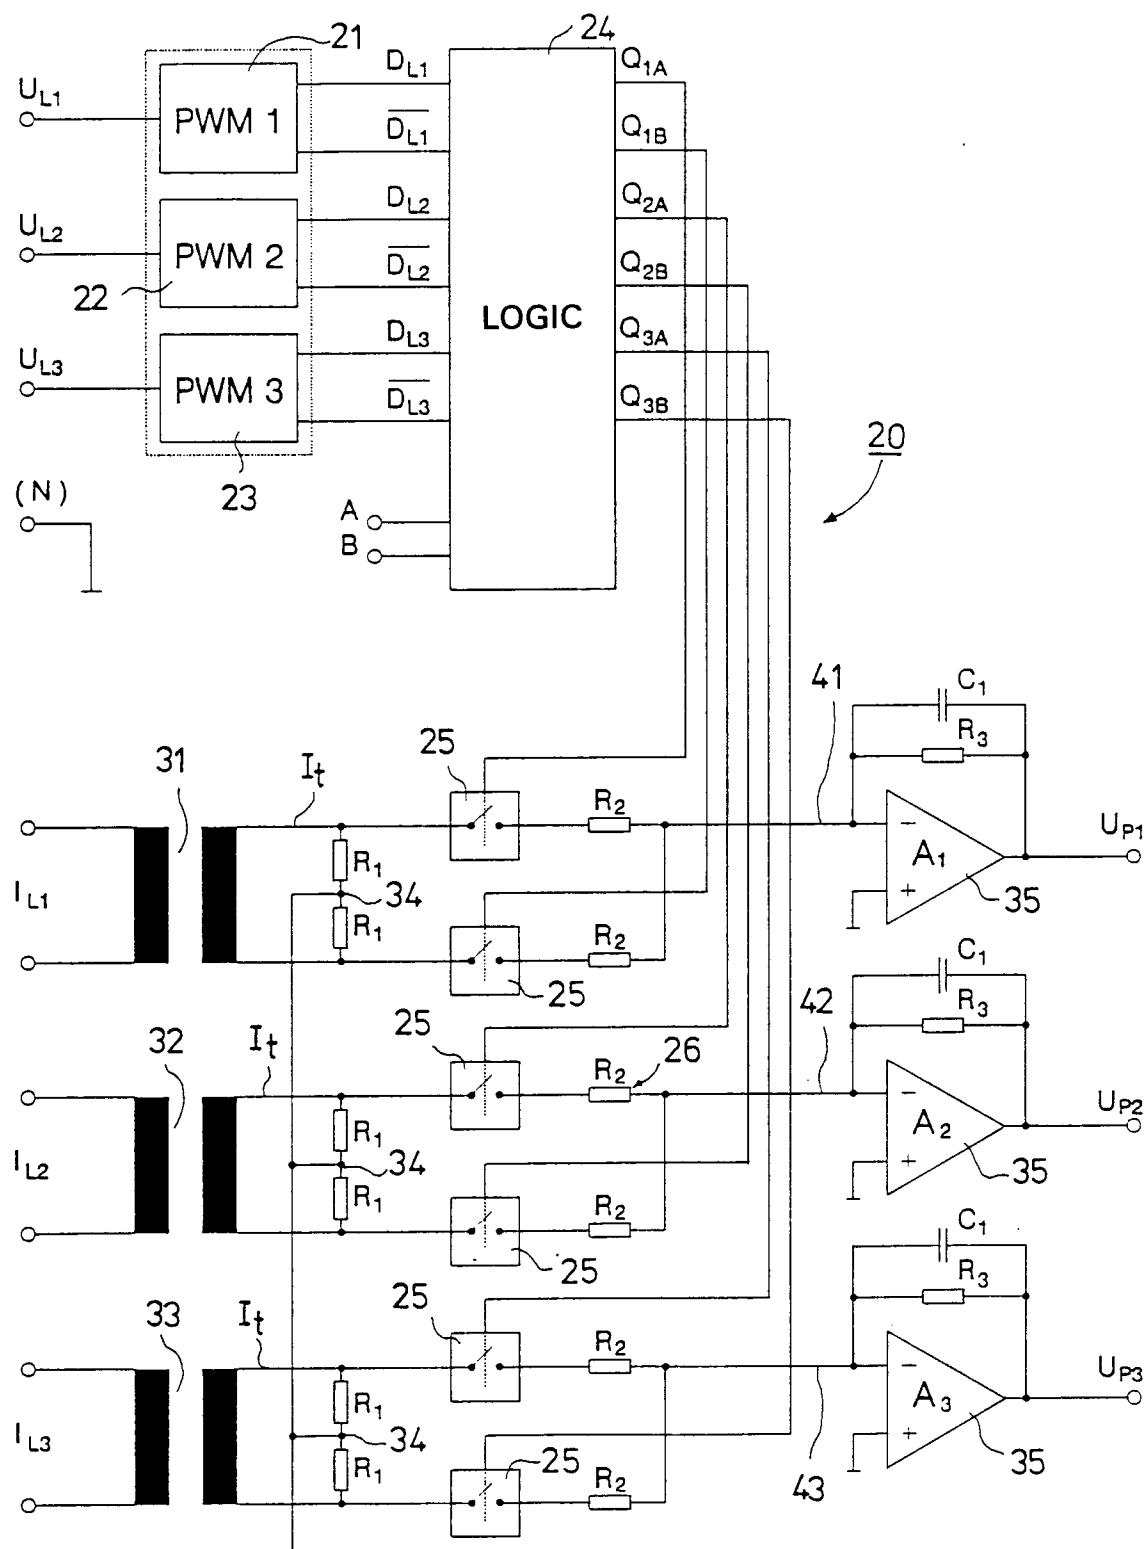 21
24
U_L1
PWM 1
D_L1
D̅_L1
Q_1A
Q_1B
U_L2
PWM 2
22
D_L2
D̅_L2
LOGIC
Q_2A
Q_2B
U_L3
PWM 3
23
D_L3
D̅_L3
Q_3A
Q_3B
20
(N)
A
B
41
C_1
R_3
31
I_t
25
R_2
A_1
−
+
U_P1
35
I_L1
R_1
34
R_1
25
R_2
C_1
R_3
32
I_t
25
R_2
26
42
A_2
−
+
U_P2
35
I_L2
R_1
34
R_1
25
R_2
C_1
R_3
33
I_t
25
R_2
43
A_3
−
+
U_P3
35
I_L3
R_1
34
R_1
25
R_2